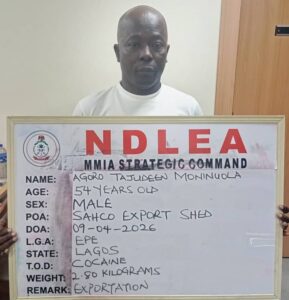 NDLEA
MMIA STRATEGIC COMMAND
NAME: AGORO TAJUDEEN MONINUOLA
AGE: 54 YEARS OLD
SEX: MALE
POA: SAHCO EXPORT SHED
DOA: 09-04-2026
L.G.A: EPE
STATE: LAGOS
T.O.D: COCAINE
WEIGHT: 2.80 KILOGRAMS
REMARK: EXPORTATION